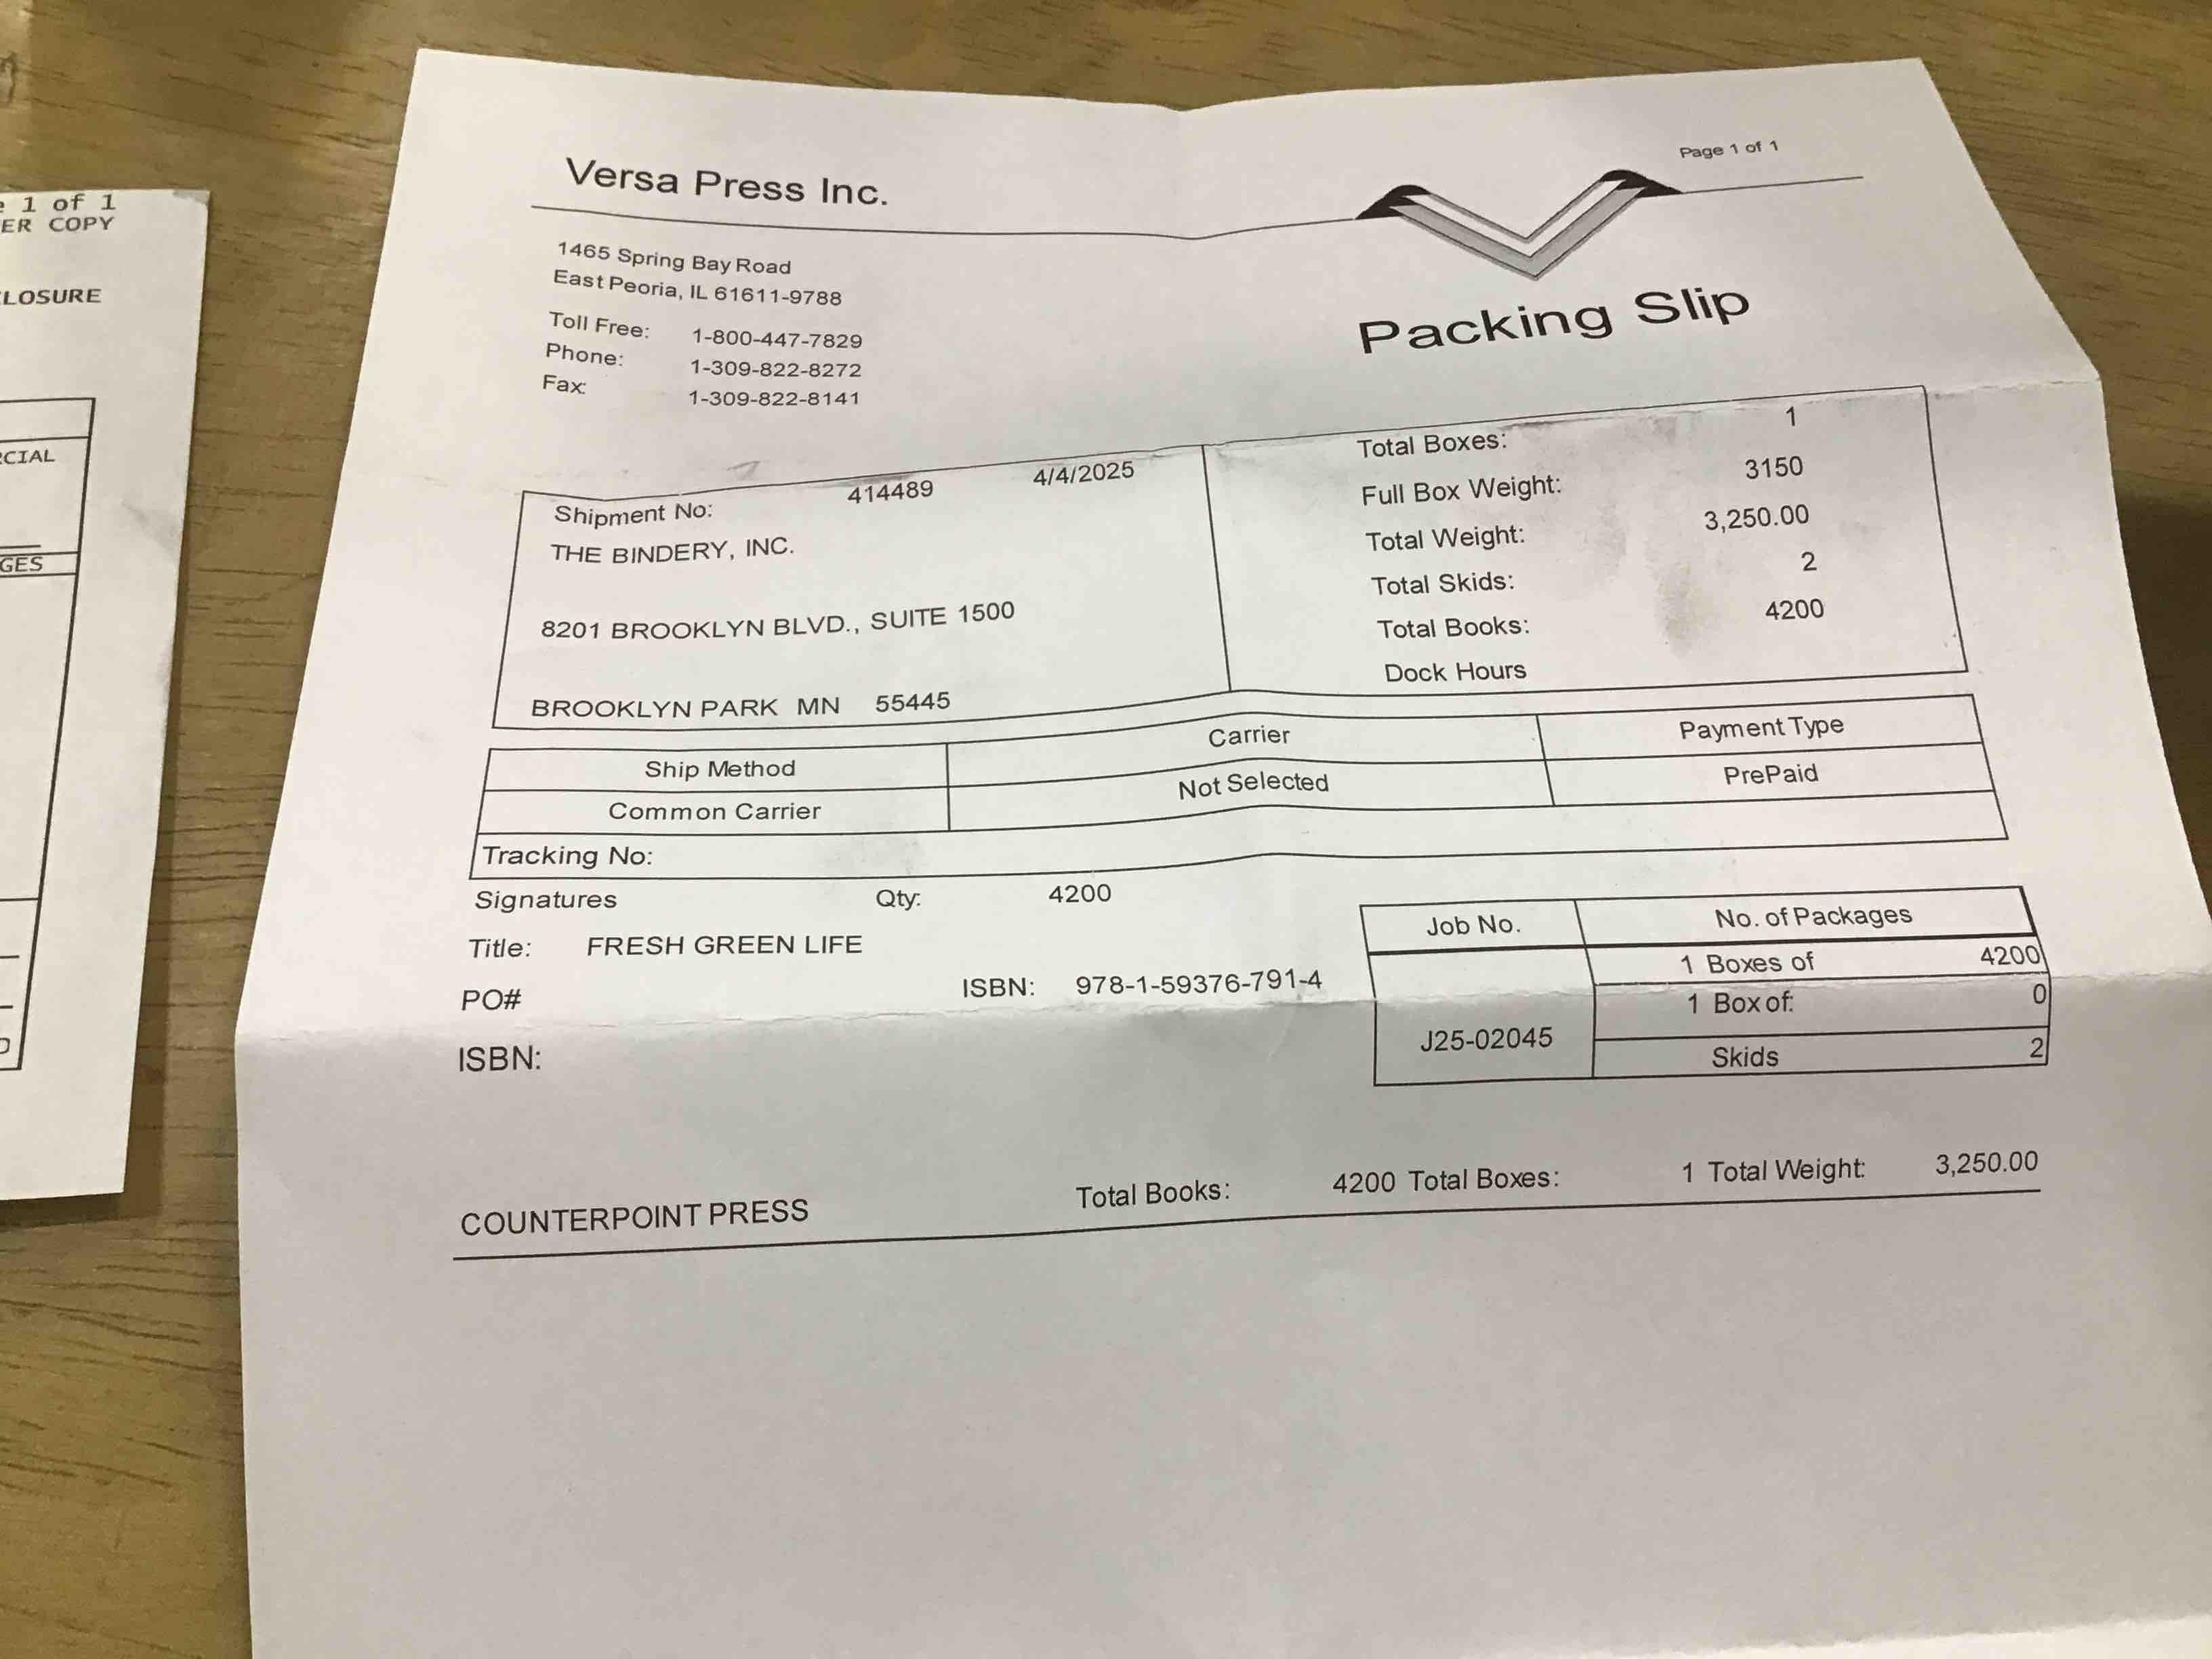 1 of 1
ER COPY
LOSURE
CIAL
GES
Page 1 of 1
Versa Press Inc.
1465 Spring Bay Road
East Peoria, IL 61611-9788
Toll Free: 1-800-447-7829
Phone: 1-309-822-8272
Fax: 1-309-822-8141
Packing Slip
Shipment No: 414489 4/4/2025
THE BINDERY, INC.
8201 BROOKLYN BLVD., SUITE 1500
BROOKLYN PARK MN 55445
Total Boxes: 1
Full Box Weight: 3150
Total Weight: 3,250.00
Total Skids: 2
Total Books: 4200
Dock Hours
Ship Method Carrier Payment Type
Common Carrier Not Selected PrePaid
Tracking No:
Signatures Qty: 4200
Title: FRESH GREEN LIFE
PO# ISBN: 978-1-59376-791-4
ISBN:
Job No. No. of Packages
1 Boxes of 4200
1 Box of: 0
J25-02045
Skids 2
COUNTERPOINT PRESS Total Books: 4200 Total Boxes: 1 Total Weight: 3,250.00